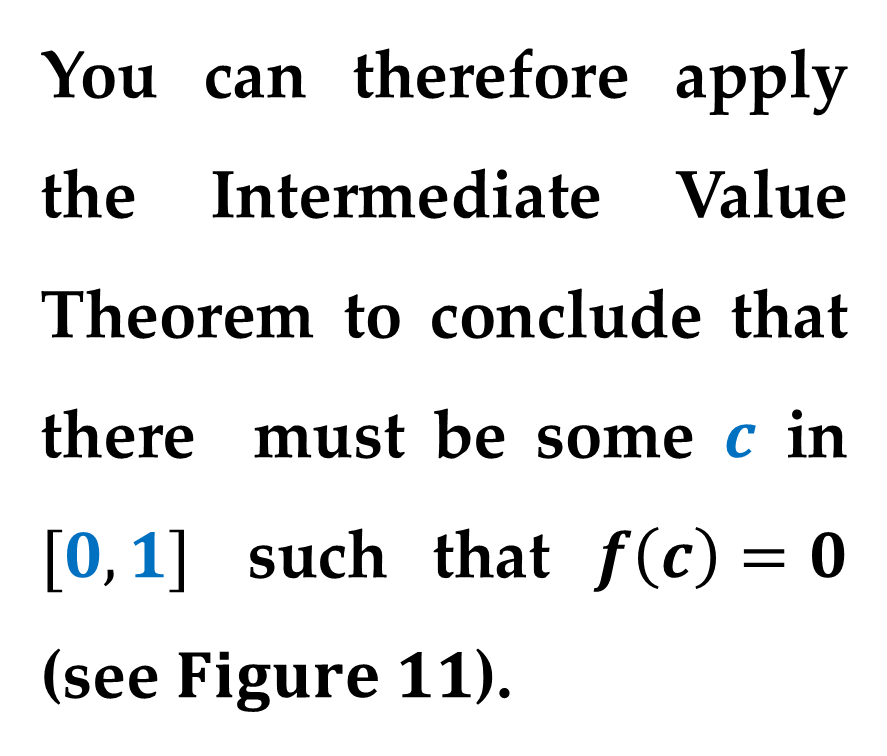 You can therefore apply
the Intermediate Value
Theorem to conclude that
there must be some c in
[0, 1] such that f(c) = 0
(see Figure 11).